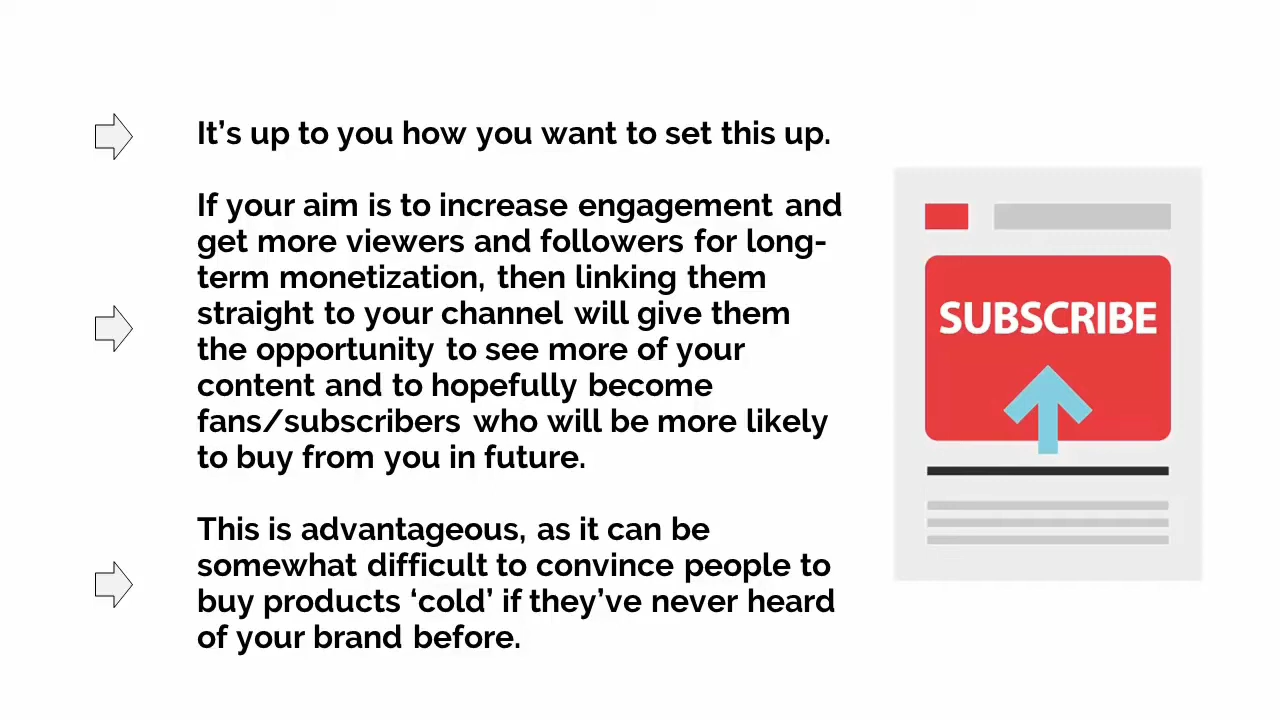 It’s up to you how you want to set this up.
If your aim is to increase engagement and
get more viewers and followers for long-
term monetization, then linking them
straight to your channel will give them
the opportunity to see more of your
content and to hopefully become
fans/subscribers who will be more likely
to buy from you in future.
This is advantageous, as it can be
somewhat difficult to convince people to
buy products ‘cold’ if they’ve never heard
of your brand before.
SUBSCRIBE